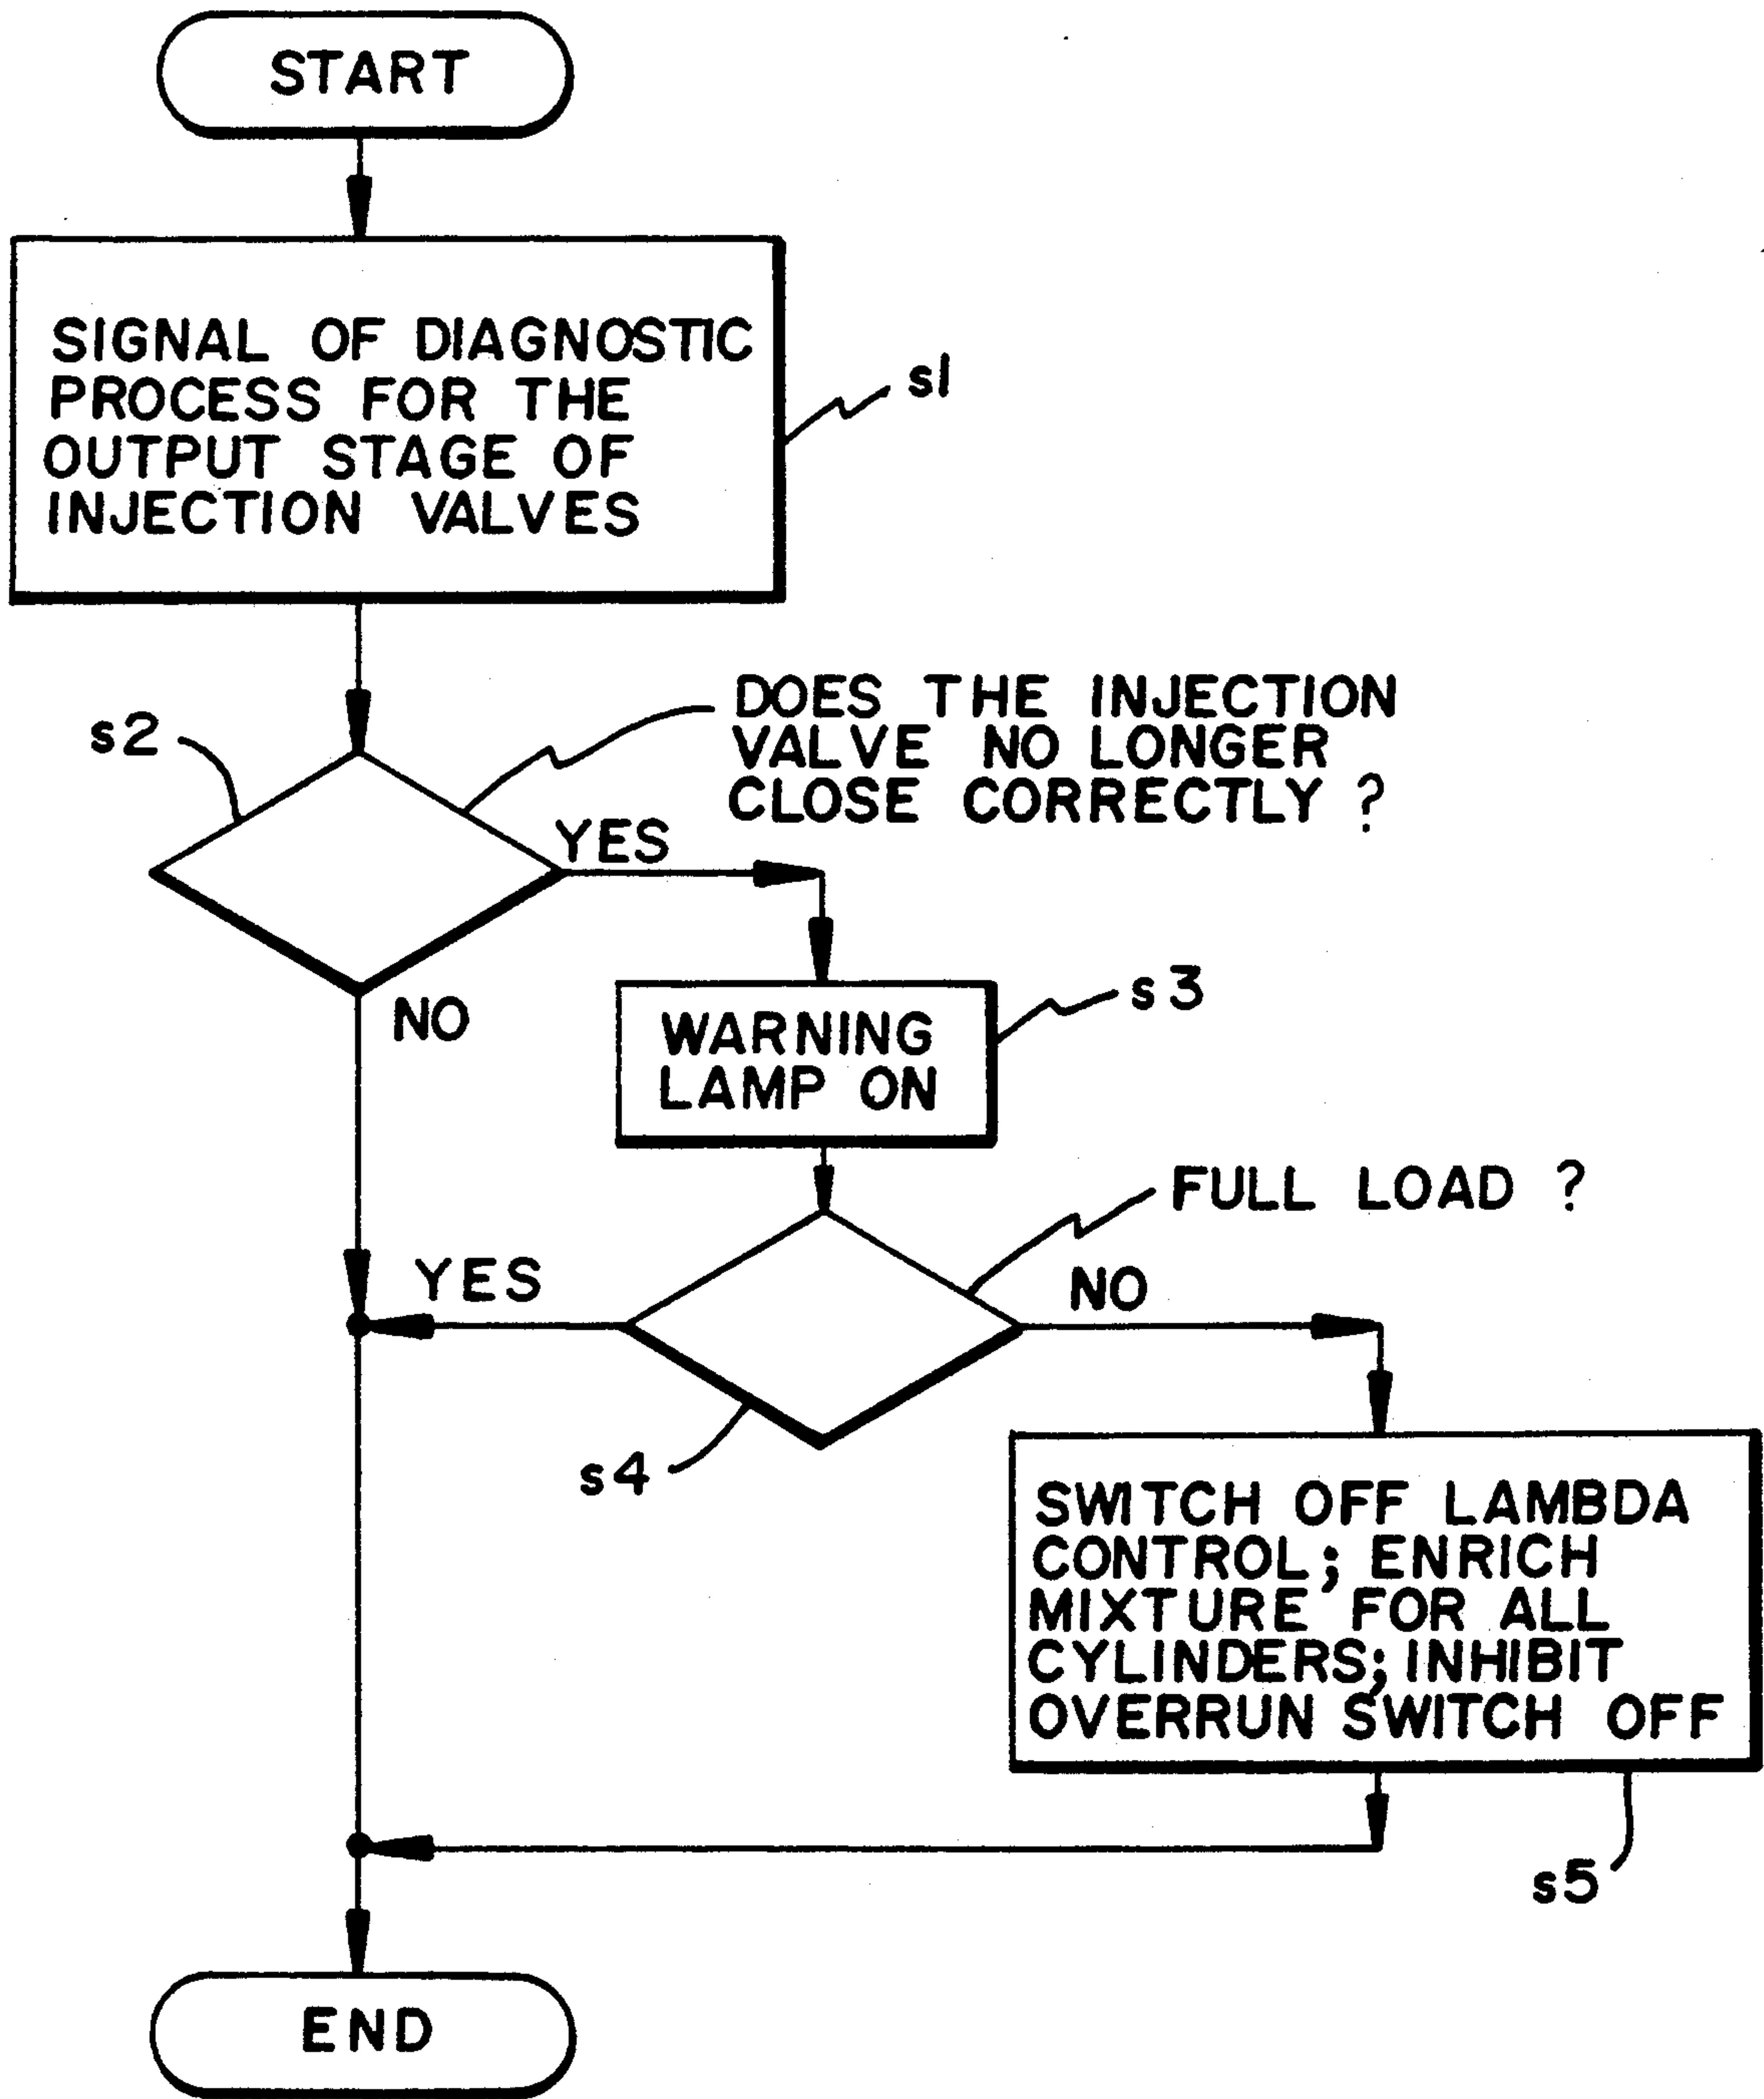 START
SIGNAL OF DIAGNOSTIC
PROCESS FOR THE
OUTPUT STAGE OF
INJECTION VALVES
s1
s2
DOES THE INJECTION
VALVE NO LONGER
CLOSE CORRECTLY ?
YES
NO
WARNING
LAMP ON
s3
FULL LOAD ?
YES
NO
s4
SWITCH OFF LAMBDA
CONTROL; ENRICH
MIXTURE FOR ALL
CYLINDERS; INHIBIT
OVERRUN SWITCH OFF
s5
END